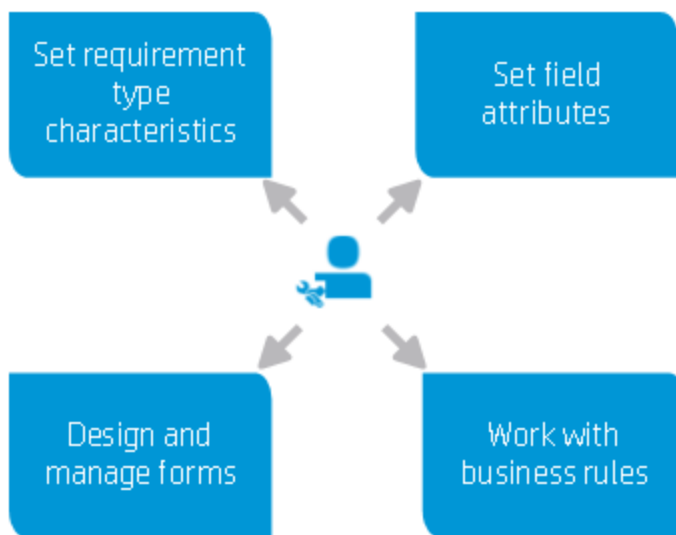 Set requirement
type
characteristics
Set field
attributes
Design and
manage forms
Work with
business rules